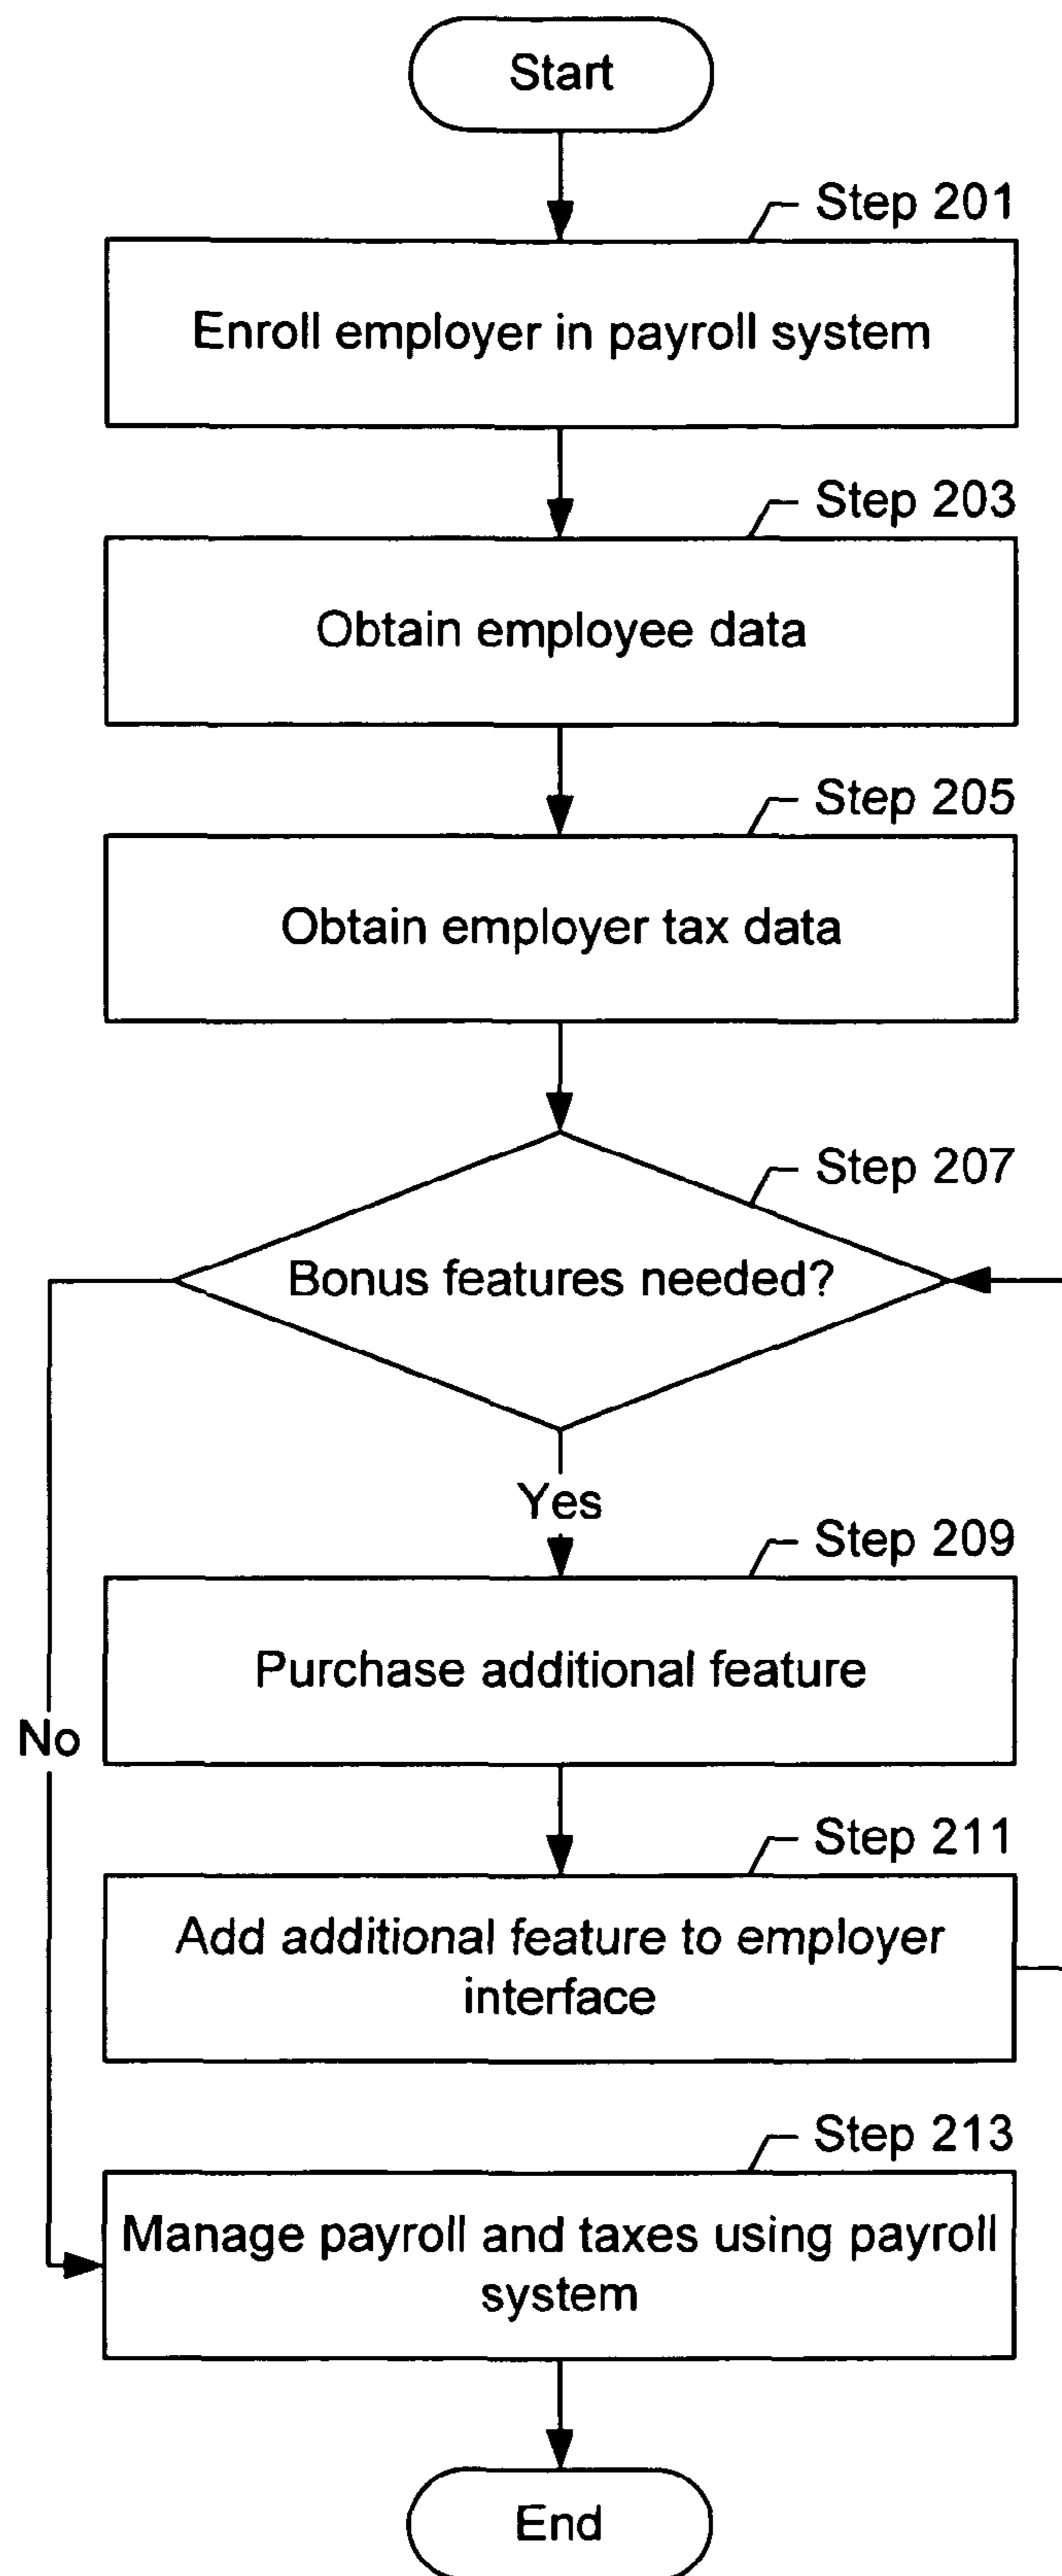 Start
Step 201
Enroll employer in payroll system
Step 203
Obtain employee data
Step 205
Obtain employer tax data
Step 207
Bonus features needed?
Yes
Step 209
Purchase additional feature
No
Step 211
Add additional feature to employer
interface
Step 213
Manage payroll and taxes using payroll
system
End